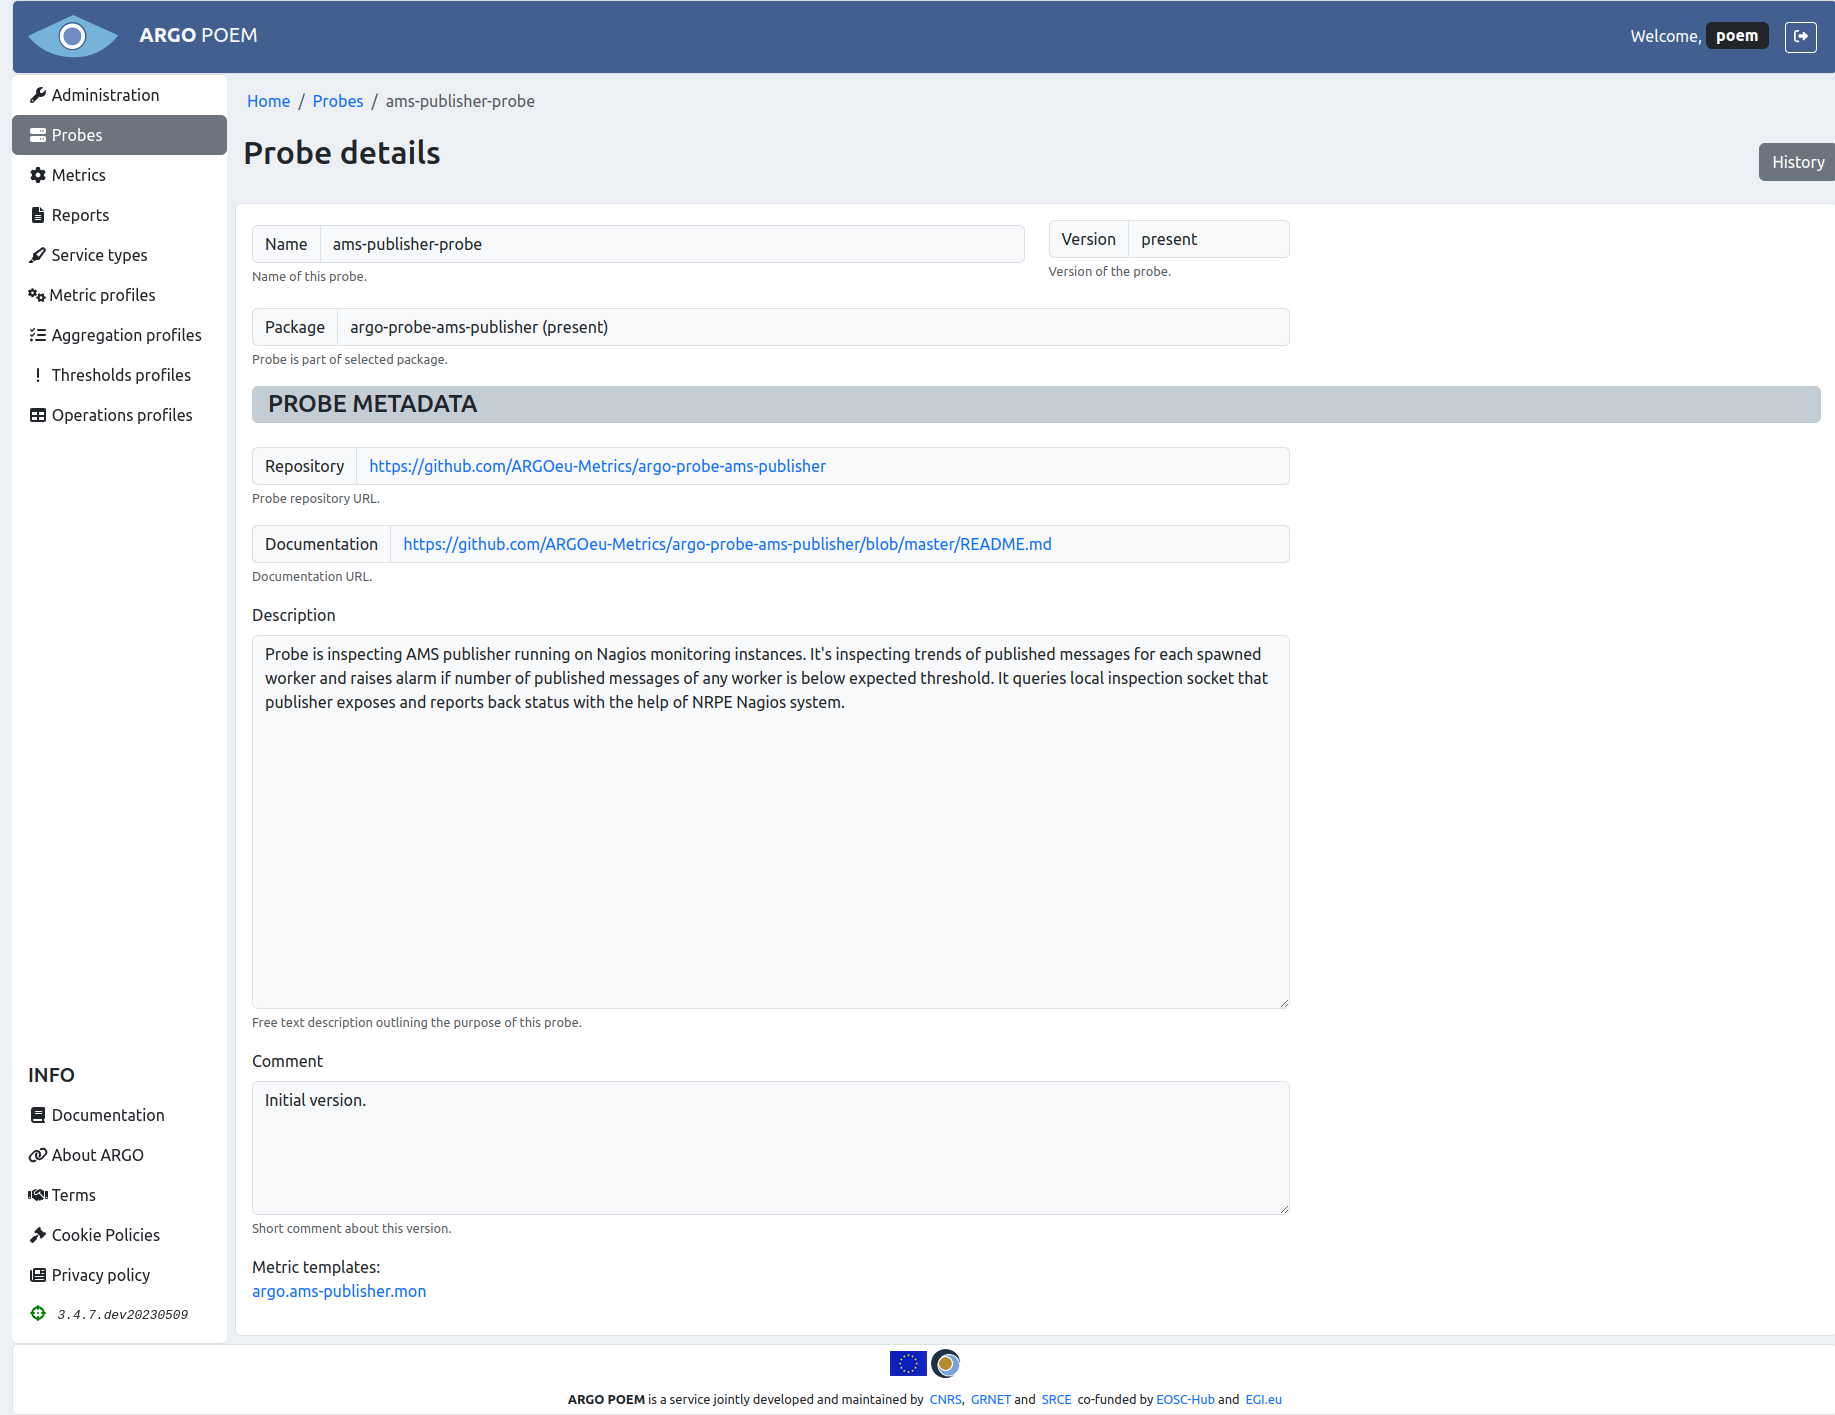 ARGO POEM
Welcome, poem
Administration
Probes
Metrics
Reports
Service types
Metric profiles
Aggregation profiles
Thresholds profiles
Operations profiles
INFO
Documentation
About ARGO
Terms
Cookie Policies
Privacy policy
3.4.7.dev20230509
Home / Probes / ams-publisher-probe
Probe details
History
Name ams-publisher-probe
Name of this probe.
Version present
Version of the probe.
Package argo-probe-ams-publisher (present)
Probe is part of selected package.
PROBE METADATA
Repository https://github.com/ARGOeu-Metrics/argo-probe-ams-publisher
Probe repository URL.
Documentation https://github.com/ARGOeu-Metrics/argo-probe-ams-publisher/blob/master/README.md
Documentation URL.
Description
Probe is inspecting AMS publisher running on Nagios monitoring instances. It's inspecting trends of published messages for each spawned
worker and raises alarm if number of published messages of any worker is below expected threshold. It queries local inspection socket that
publisher exposes and reports back status with the help of NRPE Nagios system.
Free text description outlining the purpose of this probe.
Comment
Initial version.
Short comment about this version.
Metric templates:
argo.ams-publisher.mon
ARGO POEM is a service jointly developed and maintained by CNRS, GRNET and SRCE co-funded by EOSC-Hub and EGI.eu